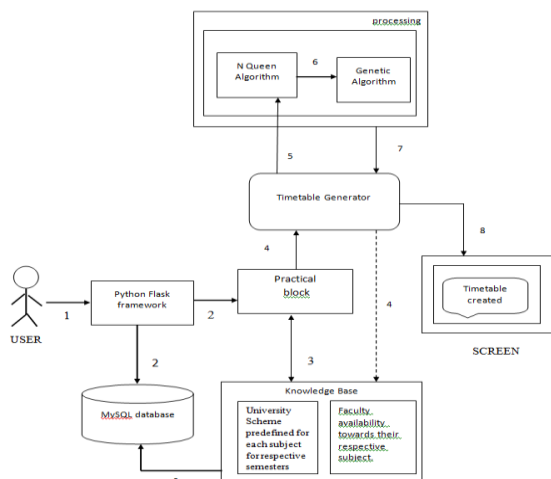 processing
N Queen
Algorithm
6
Genetic
Algorithm
5
7
Timetable Generator
4
8
Practical
block
4
Timetable
created
Python Flask
framework
1
2
USER
SCREEN
2
3
MySQL database
Knowledge Base
University
Scheme
predefined for
each subject
for respective
semesters
Faculty
availability
towards their
respective
subject.